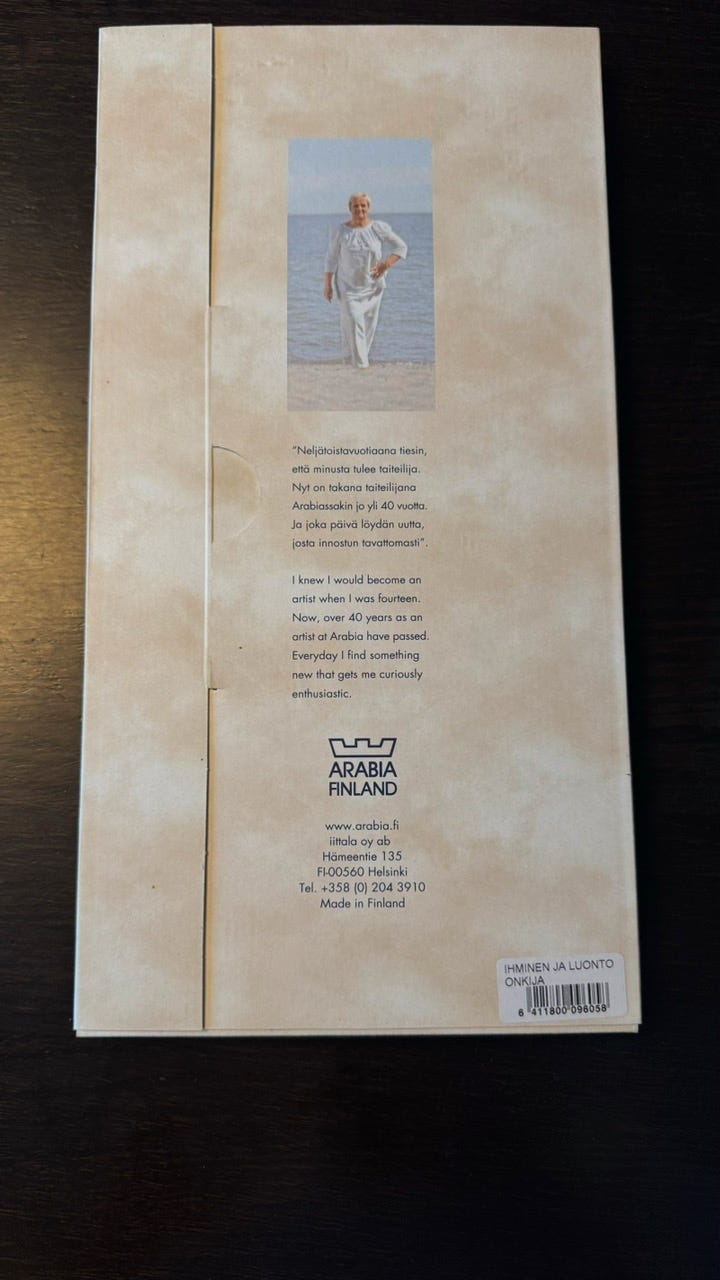 "Neljätoistavuotiaana tiesin,
että minusta tulee taiteilija.
Nyt on takana taiteilijana
Arabiassakin jo yli 40 vuotta.
Ja joka päivä löydän uutta,
josta innostun tavattomasti".
I knew I would become an
artist when I was fourteen.
Now, over 40 years as an
artist at Arabia have passed.
Everyday I find something
new that gets me curiously
enthusiastic.
ARABIA
FINLAND
www.arabia.fi
iittala oy ab
Hämeentie 135
FI-00560 Helsinki
Tel. +358 (0) 204 3910
Made in Finland
IHMINEN JA LUONTO
ONKIJA
6 411800 096058